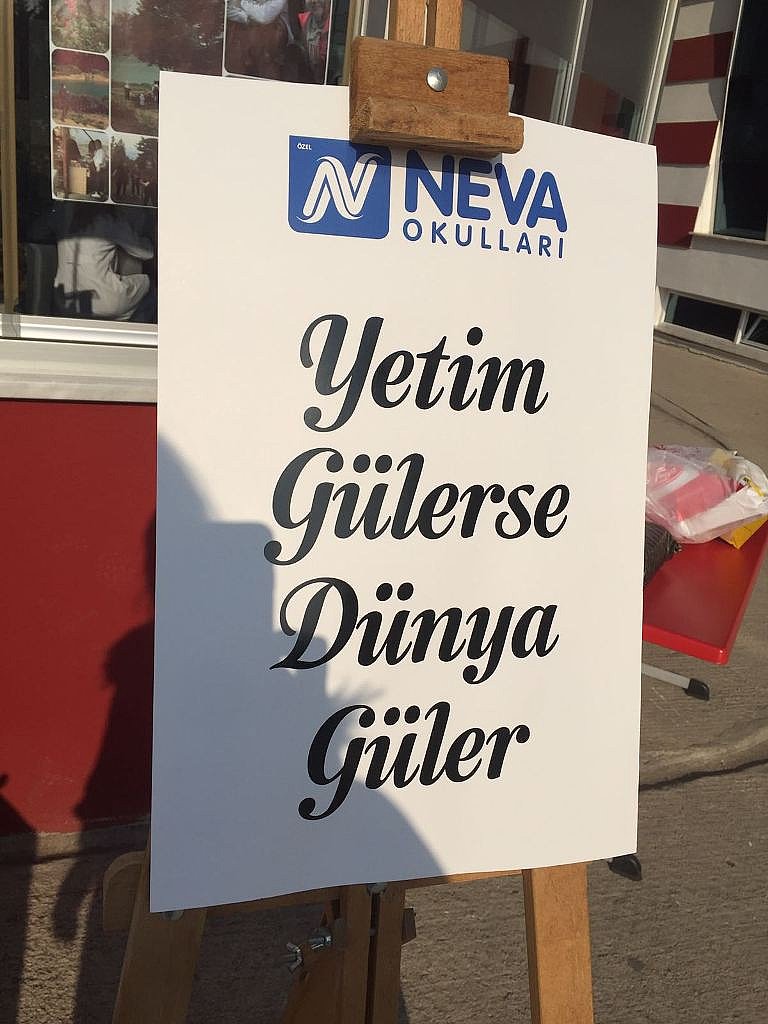 ÖZEL
N NEVA
OKULLARI
Yetim
Gülerse
Dünya
Güler